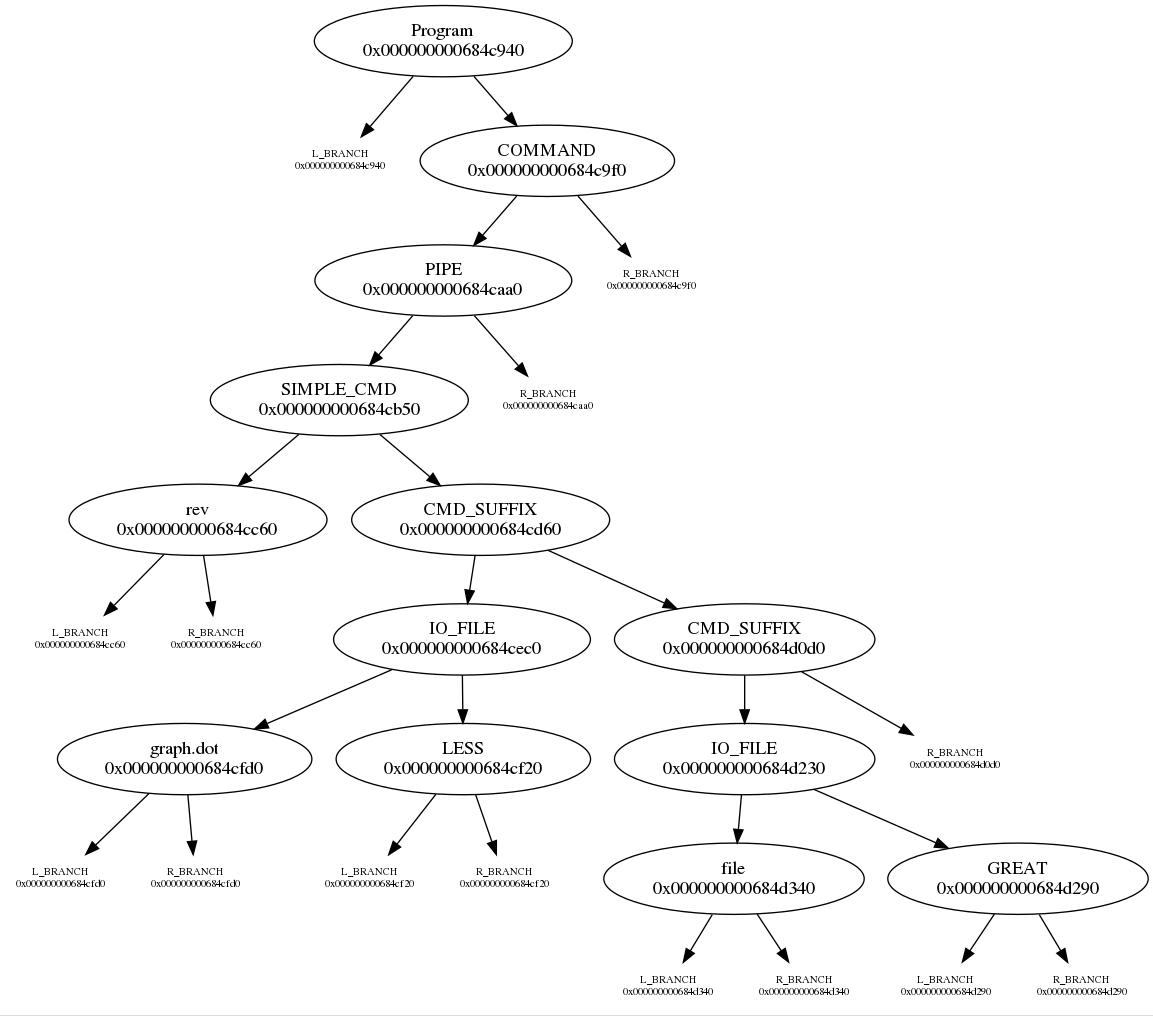 Program
0x000000000684c940
L_BRANCH
0x000000000684c940
COMMAND
0x000000000684c9f0
PIPE
0x000000000684caa0
R_BRANCH
0x000000000684c9f0
SIMPLE_CMD
0x000000000684cb50
R_BRANCH
0x000000000684caa0
rev
0x000000000684cc60
CMD_SUFFIX
0x000000000684cd60
L_BRANCH
0x000000000684cc60
R_BRANCH
0x000000000684cc60
IO_FILE
0x000000000684cec0
CMD_SUFFIX
0x000000000684d0d0
graph.dot
0x000000000684cfd0
LESS
0x000000000684cf20
IO_FILE
0x000000000684d230
R_BRANCH
0x000000000684d0d0
L_BRANCH
0x000000000684cfd0
R_BRANCH
0x000000000684cfd0
L_BRANCH
0x000000000684cf20
R_BRANCH
0x000000000684cf20
file
0x000000000684d340
GREAT
0x000000000684d290
L_BRANCH
0x000000000684d340
R_BRANCH
0x000000000684d340
L_BRANCH
0x000000000684d290
R_BRANCH
0x000000000684d290